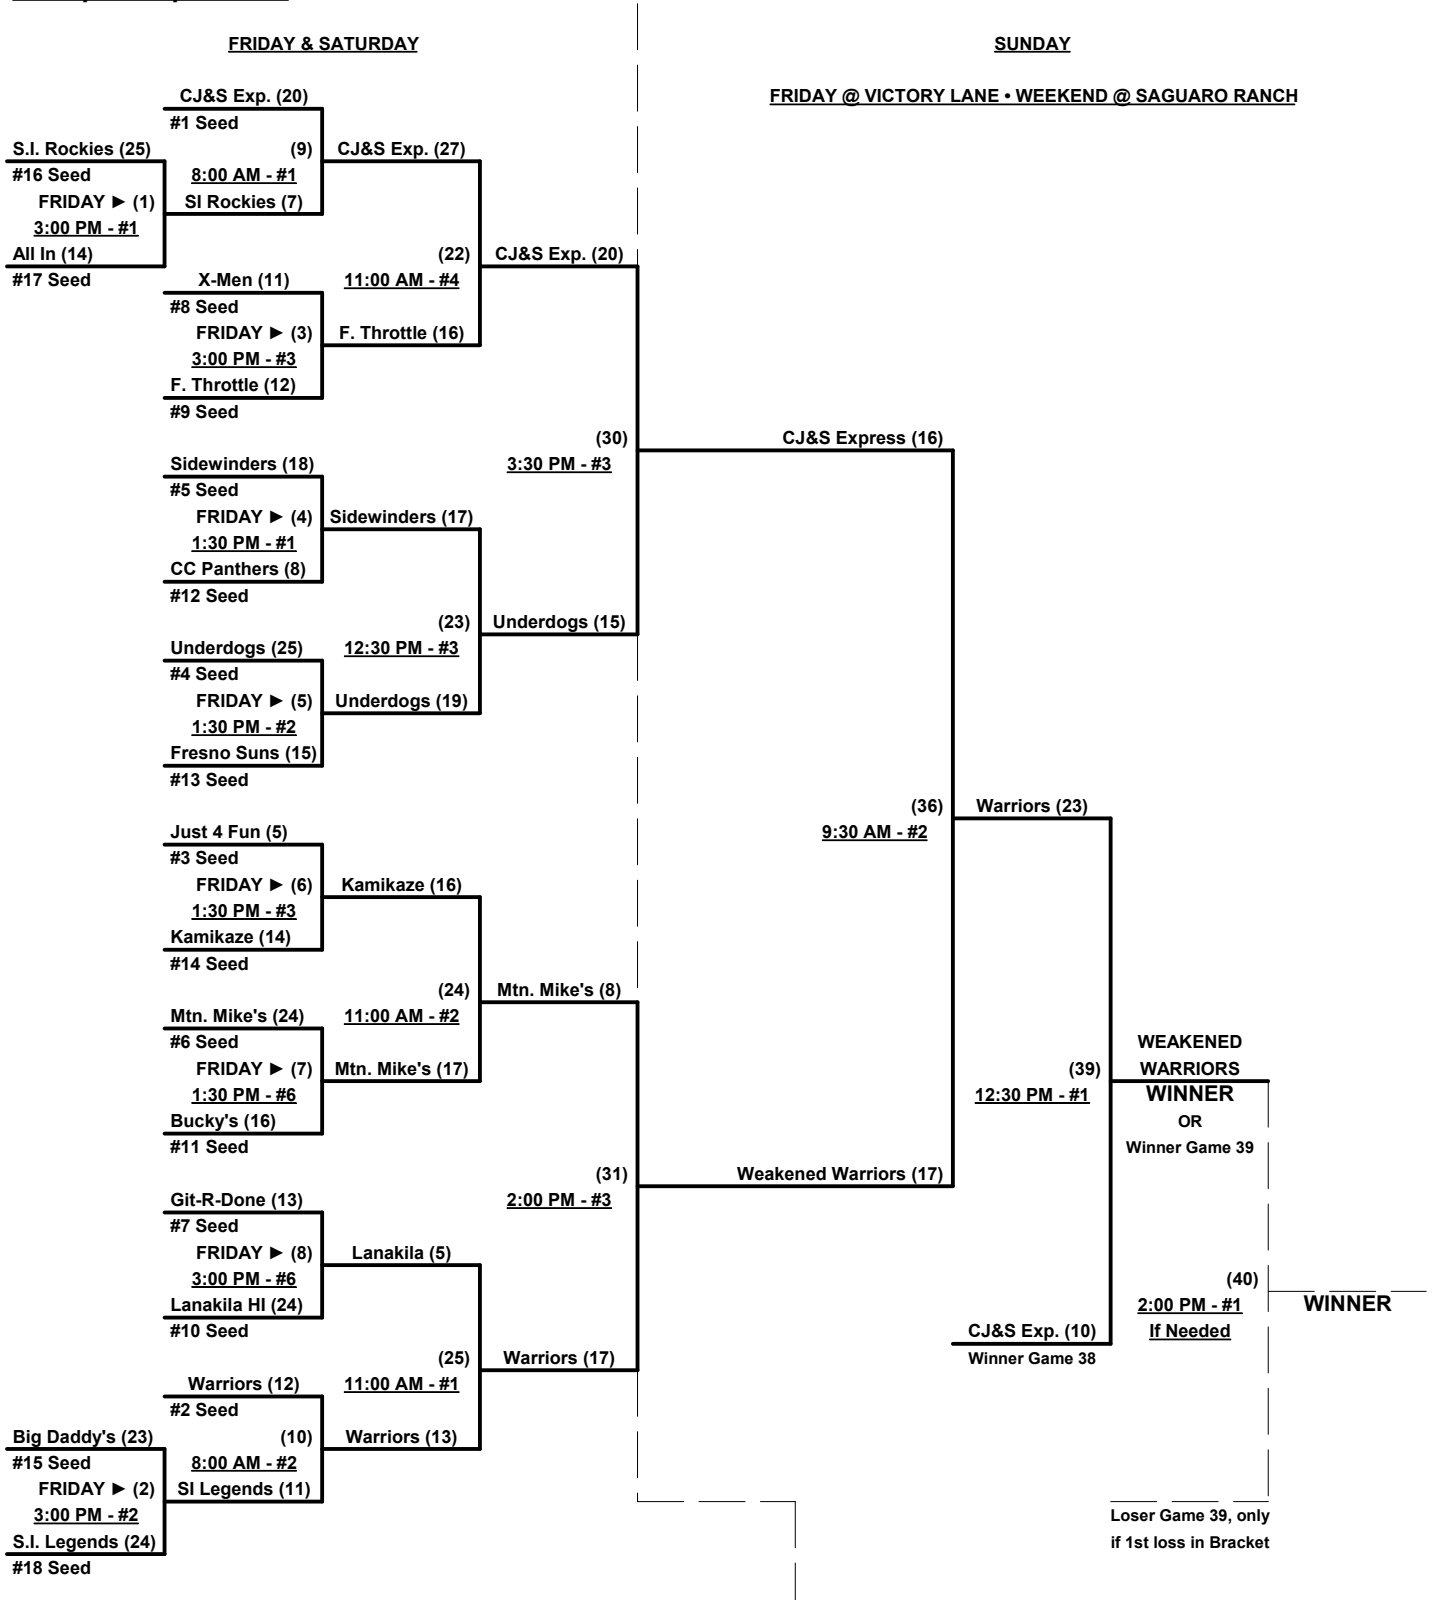 FRIDAY & SATURDAY
SUNDAY
FRIDAY @ VICTORY LANE • WEEKEND @ SAGUARO RANCH
CJ&S Exp. (20)
#1 Seed
S.I. Rockies (25)
(9)
CJ&S Exp. (27)
#16 Seed
8:00 AM - #1
FRIDAY ► (1)
SI Rockies (7)
3:00 PM - #1
All In (14)
(22)
CJ&S Exp. (20)
#17 Seed
X-Men (11)
11:00 AM - #4
#8 Seed
FRIDAY ► (3)
F. Throttle (16)
3:00 PM - #3
F. Throttle (12)
#9 Seed
(30)
CJ&S Express (16)
Sidewinders (18)
3:30 PM - #3
#5 Seed
FRIDAY ► (4)
Sidewinders (17)
1:30 PM - #1
CC Panthers (8)
#12 Seed
(23)
Underdogs (15)
Underdogs (25)
12:30 PM - #3
#4 Seed
FRIDAY ► (5)
Underdogs (19)
1:30 PM - #2
Fresno Suns (15)
#13 Seed
(36)
Warriors (23)
Just 4 Fun (5)
9:30 AM - #2
#3 Seed
FRIDAY ► (6)
Kamikaze (16)
1:30 PM - #3
Kamikaze (14)
#14 Seed
(24)
Mtn. Mike's (8)
Mtn. Mike's (24)
11:00 AM - #2
#6 Seed
WEAKENED
FRIDAY ► (7)
Mtn. Mike's (17)
(39)
WARRIORS
1:30 PM - #6
12:30 PM - #1
WINNER
Bucky's (16)
OR
#11 Seed
Winner Game 39
(31)
Weakened Warriors (17)
Git-R-Done (13)
2:00 PM - #3
#7 Seed
FRIDAY ► (8)
Lanakila (5)
3:00 PM - #6
(40)
Lanakila HI (24)
2:00 PM - #1
WINNER
#10 Seed
CJ&S Exp. (10)
If Needed
(25)
Warriors (17)
Winner Game 38
Warriors (12)
11:00 AM - #1
#2 Seed
Big Daddy's (23)
(10)
Warriors (13)
#15 Seed
8:00 AM - #2
FRIDAY ► (2)
SI Legends (11)
3:00 PM - #2
Loser Game 39, only
S.I. Legends (24)
if 1st loss in Bracket
#18 Seed